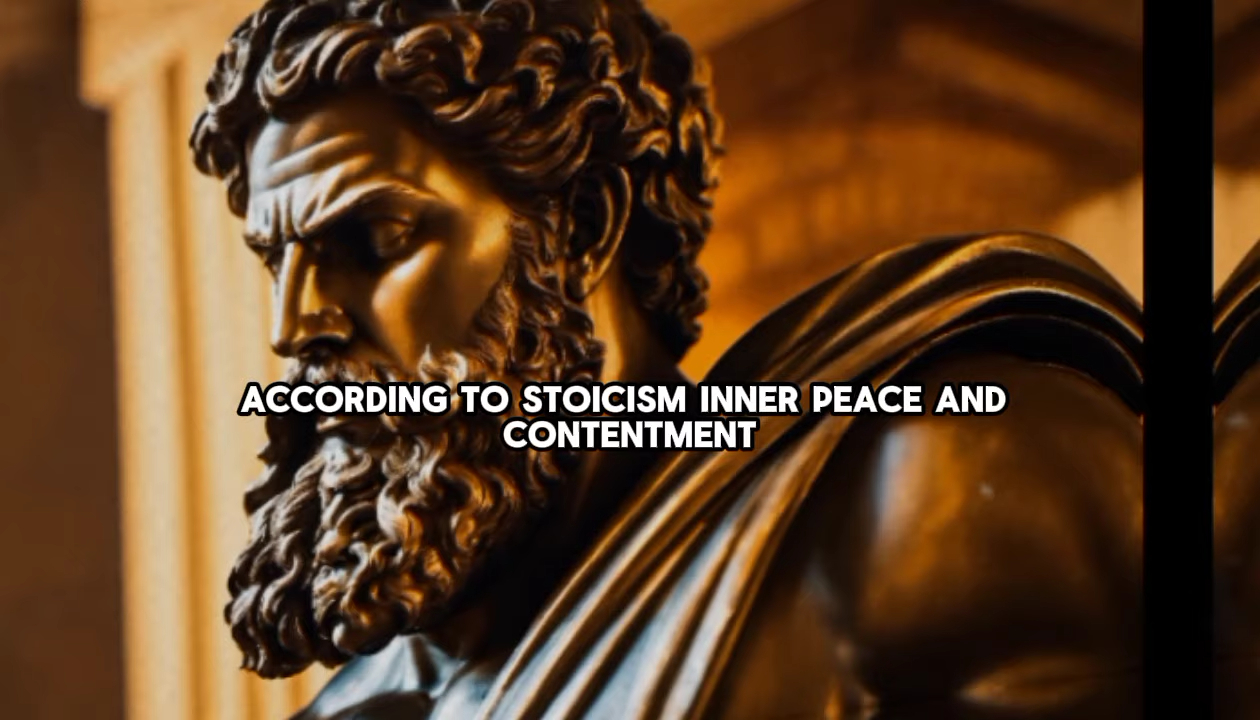 ACCORDING TO STOICISM INNER PEACE AND
CONTENTMENT